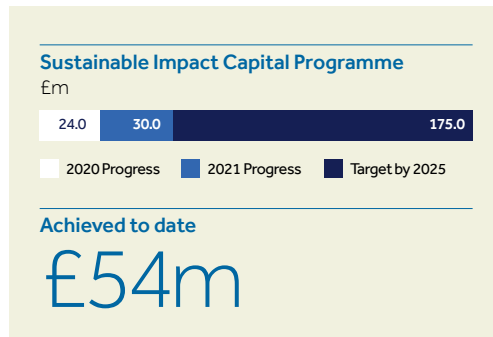 Sustainable Impact Capital Programme
£m
24.0 30.0 175.0
2020 Progress 2021 Progress Target by 2025
Achieved to date
£54m